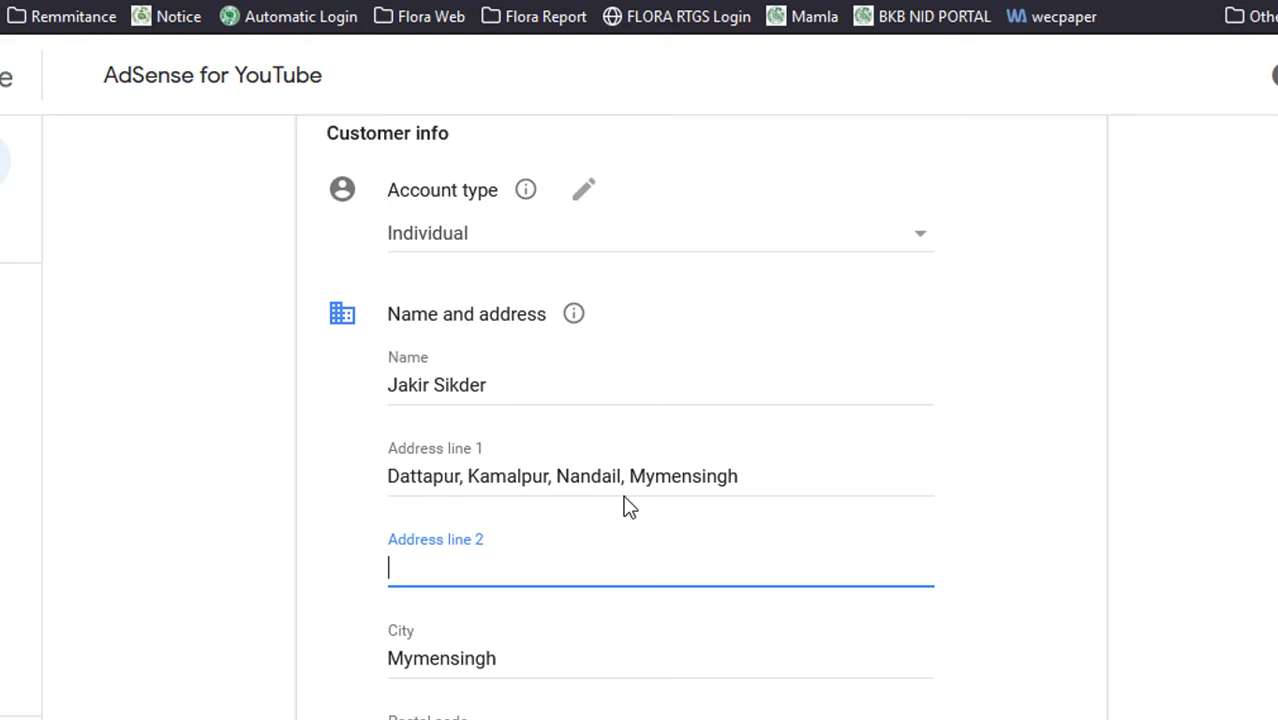 Remmitance Notice Automatic Login Flora Web Flora Report FLORA RTGS Login Mamla BKB NID PORTAL wecpaper
AdSense for YouTube
Customer info
Account type
Individual
Name and address
Name
Jakir Sikder
Address line 1
Dattapur, Kamalpur, Nandail, Mymensingh
Address line 2
City
Mymensingh